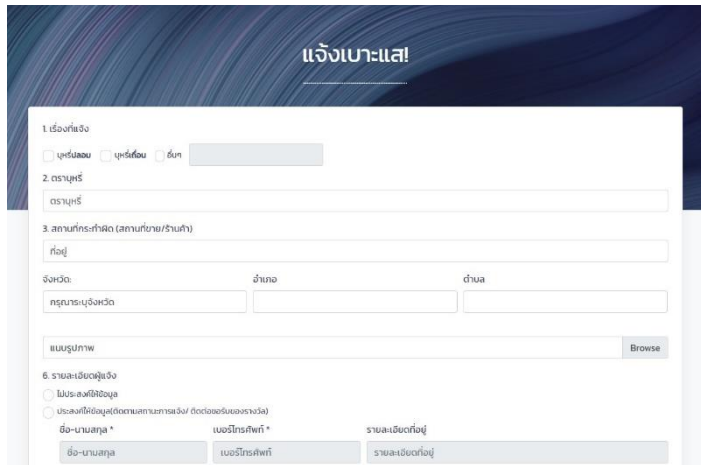 แจ้งเบาะแส!
1. เรื่องที่แจ้ง
บุหรี่ปลอม บุหรี่เถื่อน อื่นๆ
2. ตราบุหรี่
ตราบุหรี่
3. สถานที่กระทำผิด (สถานที่ขาย/ร้านค้า)
ที่อยู่
จังหวัด: อำเภอ ตำบล
กรุณาระบุจังหวัด
แนบรูปภาพ Browse
6. รายละเอียดผู้แจ้ง
ไม่ประสงค์ให้ข้อมูล
ประสงค์ให้ข้อมูล(ติดตามสถานะการแจ้ง/ ติดต่อขอรับของรางวัล)
ชื่อ-นามสกุล * เบอร์โทรศัพท์ * รายละเอียดที่อยู่
ชื่อ-นามสกุล เบอร์โทรศัพท์ รายละเอียดที่อยู่